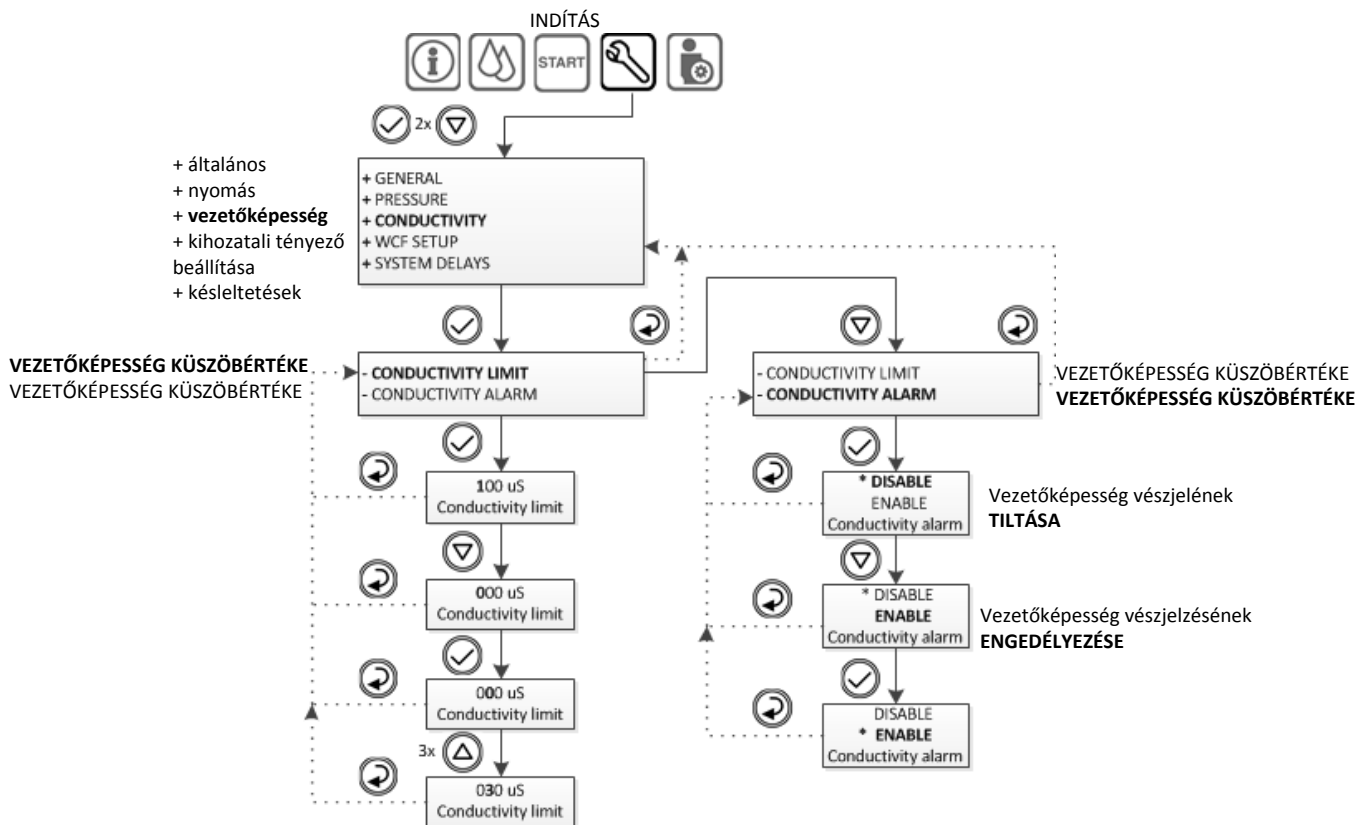 INDÍTÁS
START
2x
+ általános
+ nyomás
+ vezetőképesség
+ kihozatali tényező
beállítása
+ késleltetések
+ GENERAL
+ PRESSURE
+ CONDUCTIVITY
+ WCF SETUP
+ SYSTEM DELAYS
VEZETŐKÉPESSÉG KÜSZÖBÉRTÉKE
VEZETŐKÉPESSÉG KÜSZÖBÉRTÉKE
- CONDUCTIVITY LIMIT
- CONDUCTIVITY ALARM
- CONDUCTIVITY LIMIT
- CONDUCTIVITY ALARM
VEZETŐKÉPESSÉG KÜSZÖBÉRTÉKE
VEZETŐKÉPESSÉG KÜSZÖBÉRTÉKE
100 uS
Conductivity limit
000 uS
Conductivity limit
000 uS
Conductivity limit
3x
030 uS
Conductivity limit
* DISABLE
ENABLE
Conductivity alarm
Vezetőképesség vészjelének
TILTÁSA
* DISABLE
ENABLE
Conductivity alarm
Vezetőképesség vészjelzésének
ENGEDÉLYEZÉSE
DISABLE
* ENABLE
Conductivity alarm